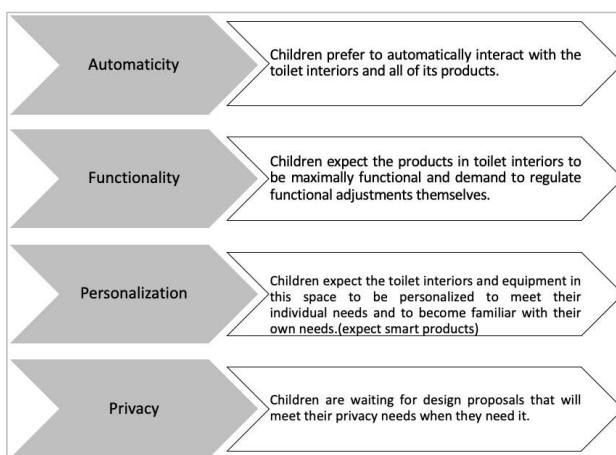 Automaticity
Children prefer to automatically interact with the
toilet interiors and all of its products.
Functionality
Children expect the products in toilet interiors to
be maximally functional and demand to regulate
functional adjustments themselves.
Personalization
Children expect the toilet interiors and equipment in
this space to be personalized to meet their
individual needs and to become familiar with their
own needs.(expect smart products)
Privacy
Children are waiting for design proposals that will
meet their privacy needs when they need it.